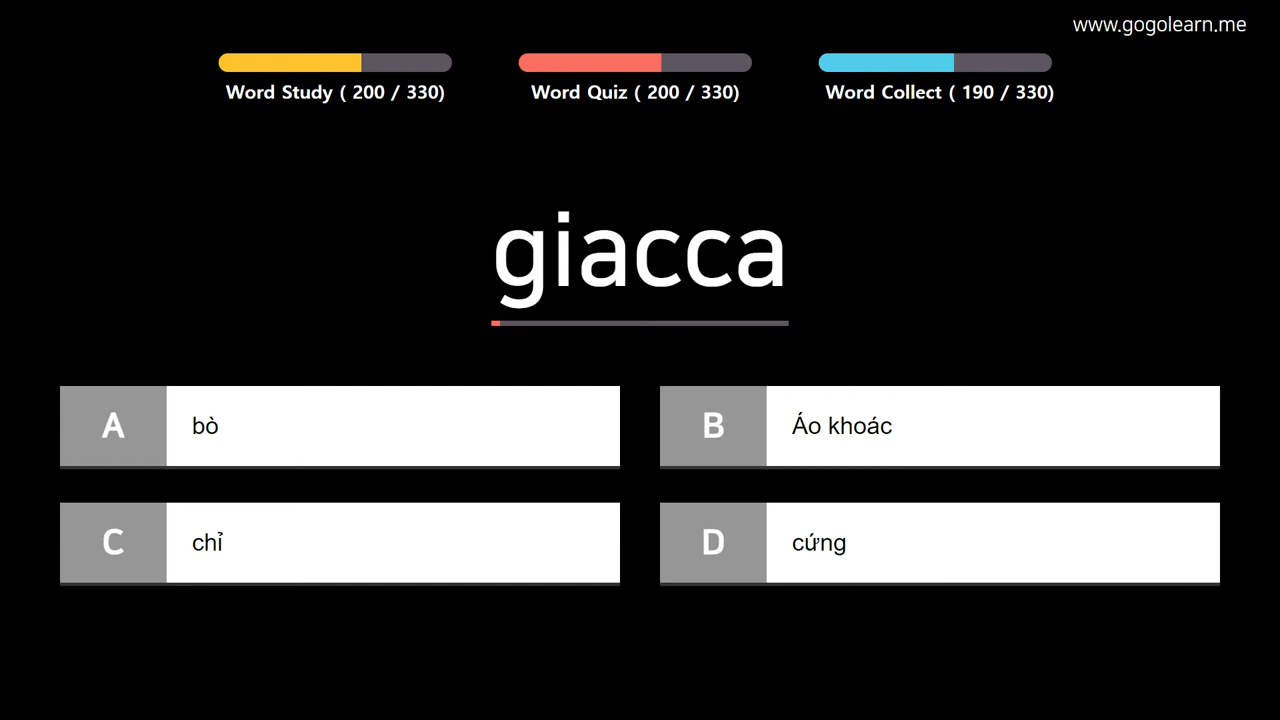 www.gogolearn.me
Word Study ( 200 / 330)
Word Quiz ( 200 / 330)
Word Collect ( 190 / 330)
giacca
A bò
B Áo khoác
C chỉ
D cứng